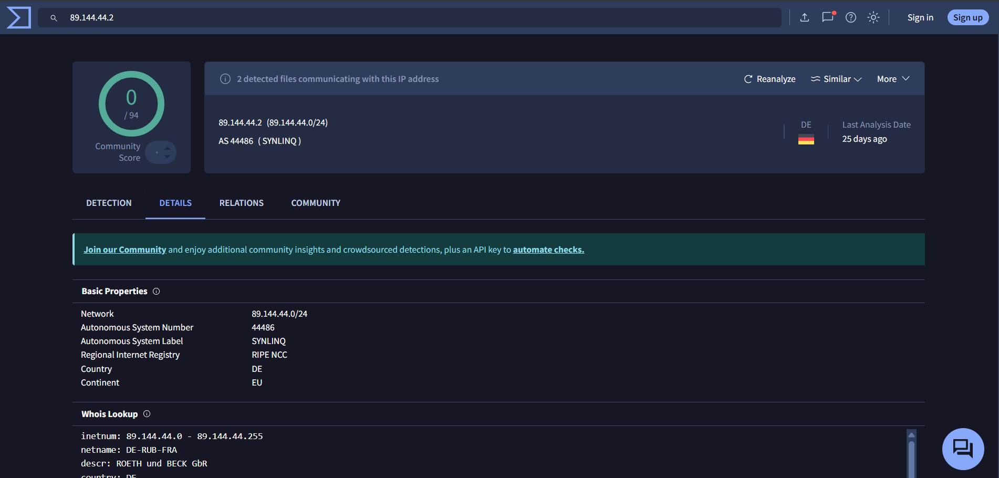 89.144.44.2
Sign in
Sign up
0
/ 94
Community
Score
2 detected files communicating with this IP address
Reanalyze
Similar
More
89.144.44.2 (89.144.44.0/24)
AS 44486 ( SYNLINQ )
DE
Last Analysis Date
25 days ago
DETECTION
DETAILS
RELATIONS
COMMUNITY
Join our Community and enjoy additional community insights and crowdsourced detections, plus an API key to automate checks.
Basic Properties
Network 89.144.44.0/24
Autonomous System Number 44486
Autonomous System Label SYNLINQ
Regional Internet Registry RIPE NCC
Country DE
Continent EU
Whois Lookup
inetnum: 89.144.44.0 - 89.144.44.255
netname: DE-RUB-FRA
descr: ROETH und BECK GbR
country: DE